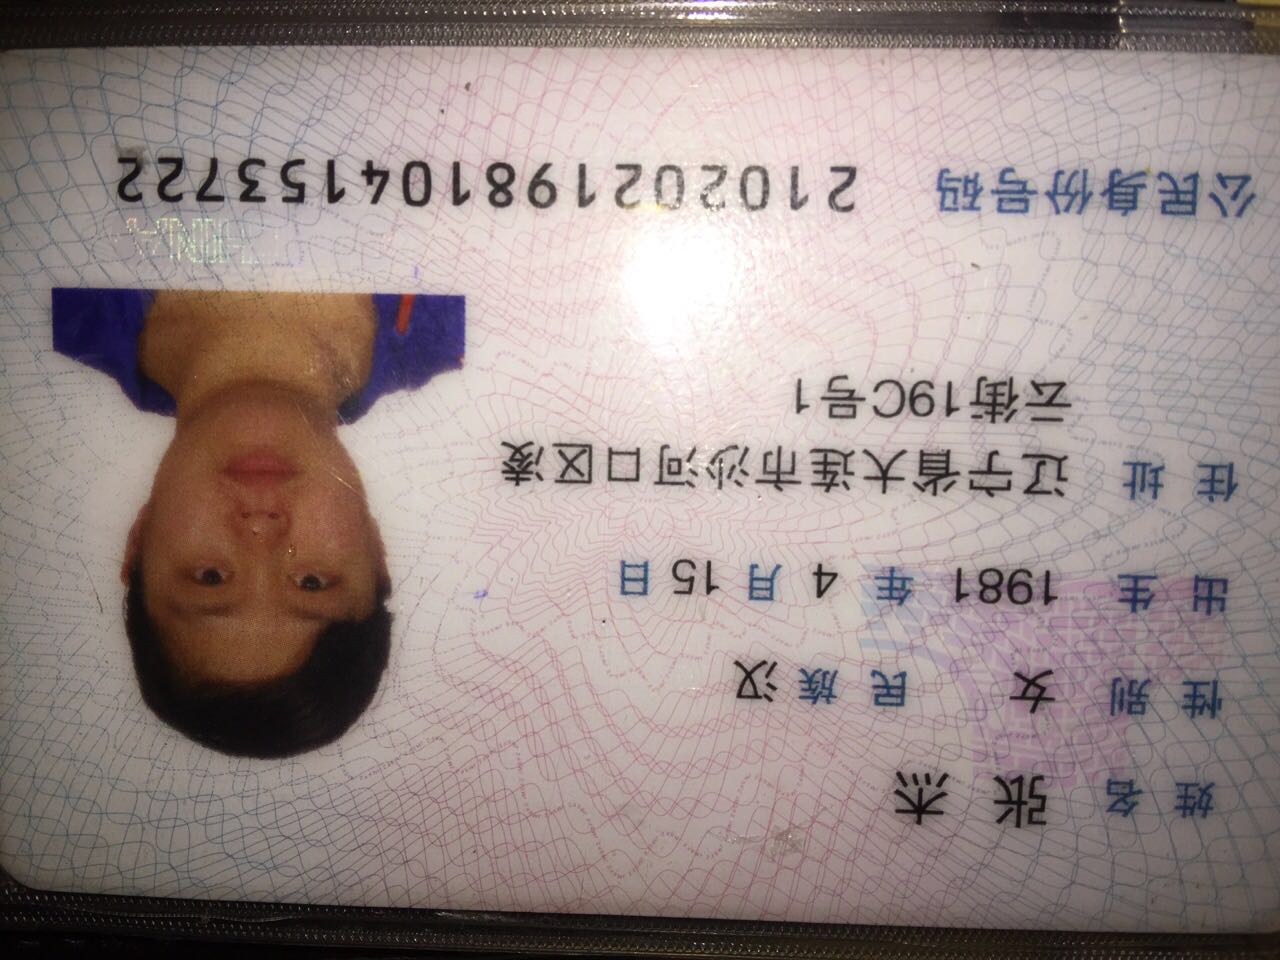 姓名 张杰
性别 女 民族 汉
出生 1981 年 4 月 15 日
住址 辽宁省大连市沙河口区凌
云街19C号1
CHINA
公民身份号码 210202198104153722